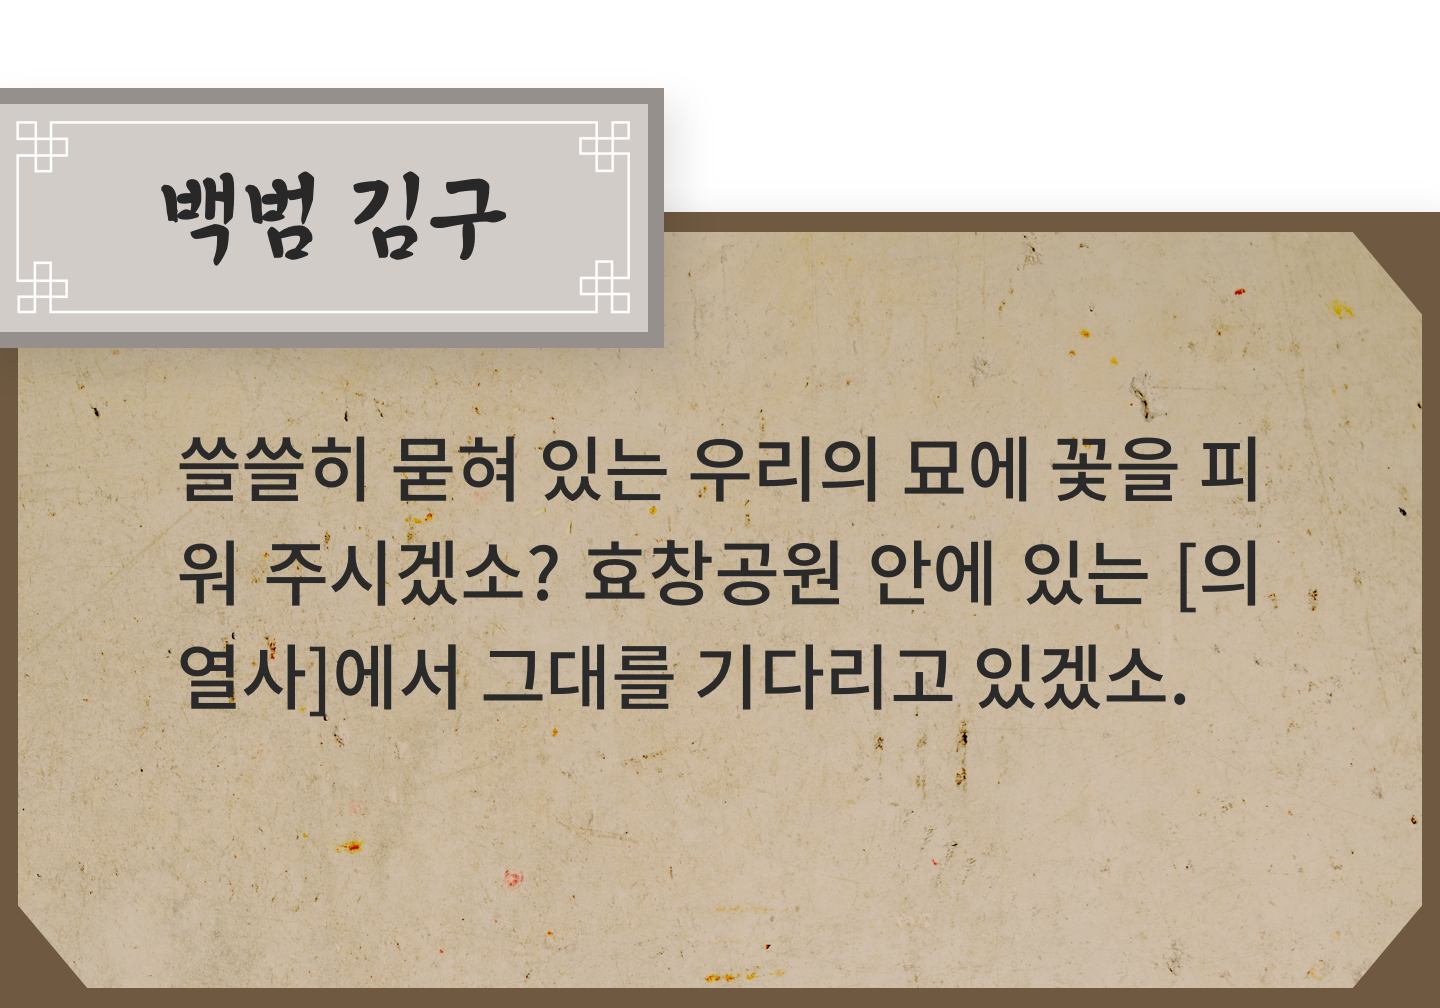 백범 김구
쓸쓸히 묻혀 있는 우리의 묘에 꽃을 피
워 주시겠소? 효창공원 안에 있는 [의
열사]에서 그대를 기다리고 있겠소.